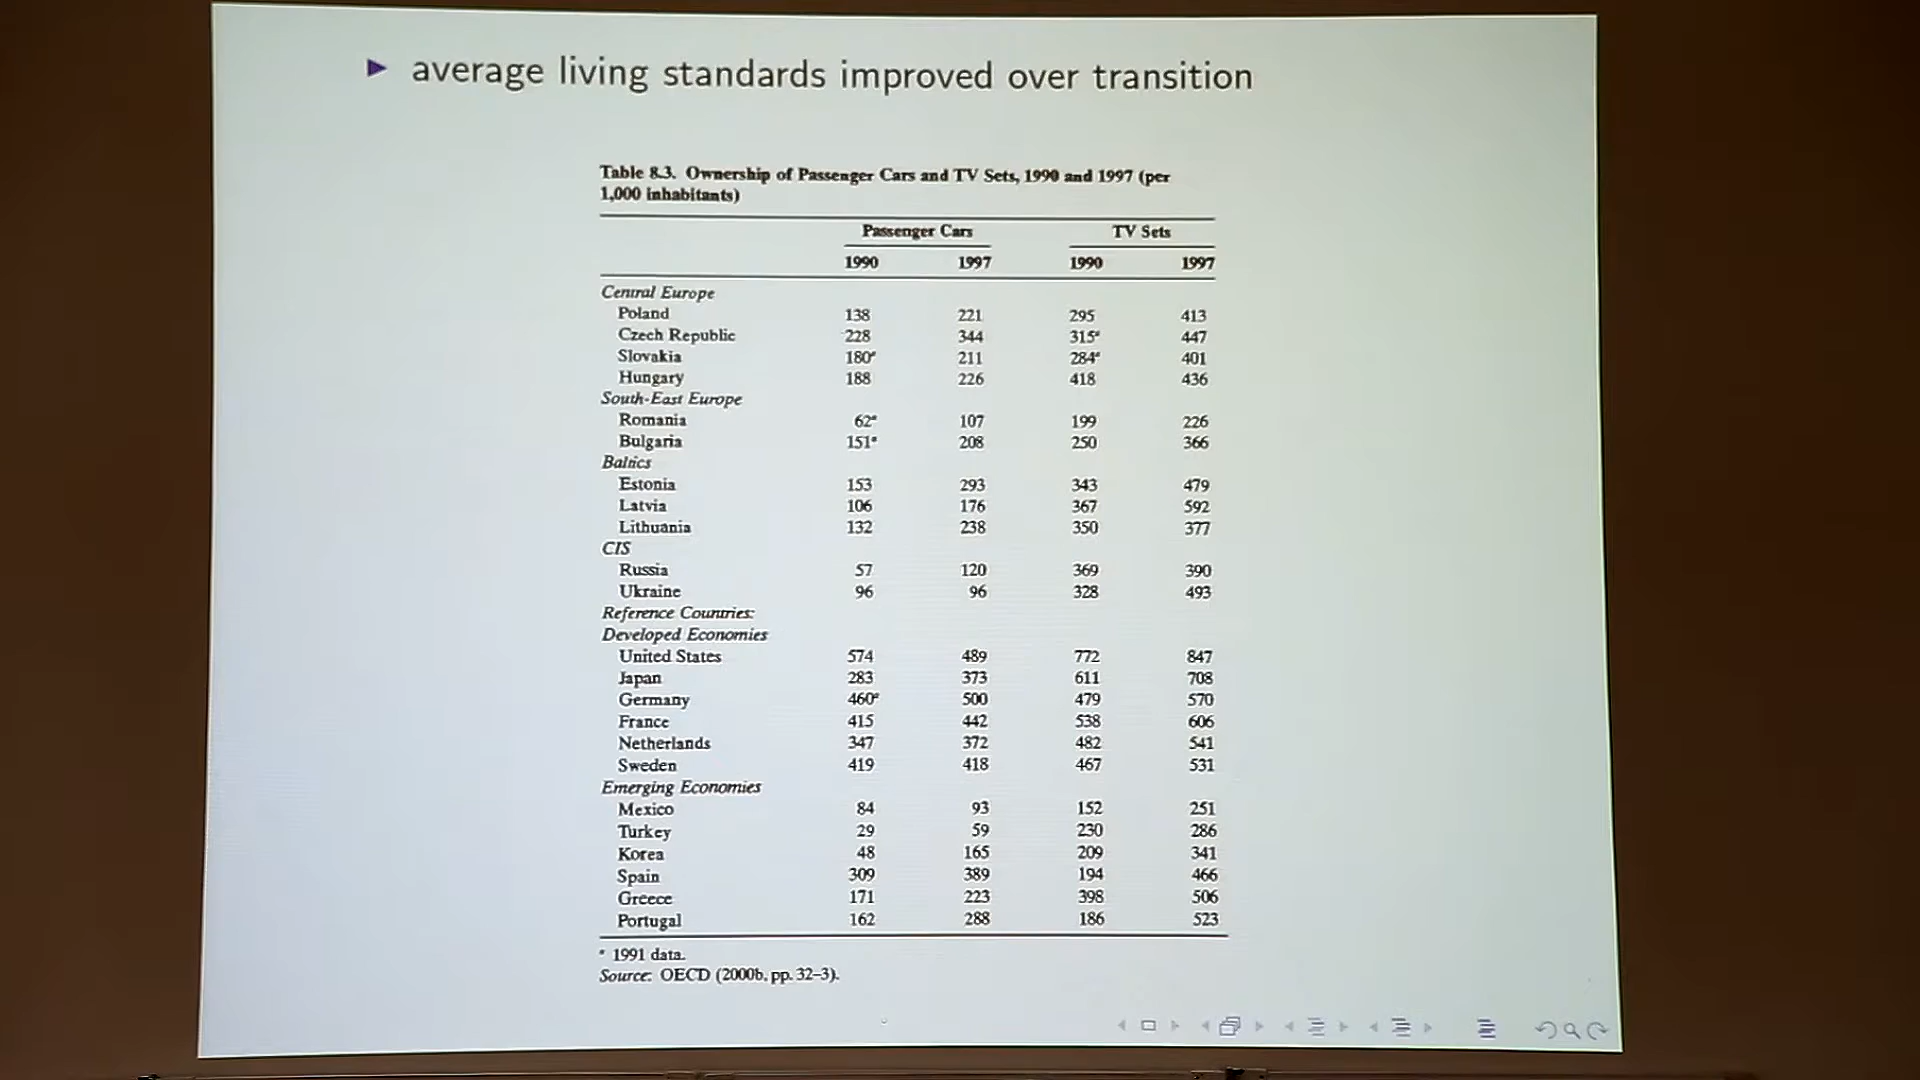 average living standards improved over transition
Table 8.3. Ownership of Passenger Cars and TV Sets, 1990 and 1997 (per
1,000 inhabitants)
Passenger Cars TV Sets
1990 1997 1990 1997
Central Europe
Poland 138 221 295 413
Czech Republic 228 344 315ᵃ 447
Slovakia 180ᵃ 211 284ᵃ 401
Hungary 188 226 418 436
South-East Europe
Romania 62ᵃ 107 199 226
Bulgaria 151ᵃ 208 250 366
Baltics
Estonia 153 293 343 479
Latvia 106 176 367 592
Lithuania 132 238 350 377
CIS
Russia 57 120 369 390
Ukraine 96 96 328 493
Reference Countries:
Developed Economies
United States 574 489 772 847
Japan 283 373 611 708
Germany 460ᵃ 500 479 570
France 415 442 538 606
Netherlands 347 372 482 541
Sweden 419 418 467 531
Emerging Economies
Mexico 84 93 152 251
Turkey 29 59 230 286
Korea 48 165 209 341
Spain 309 389 194 466
Greece 171 223 398 506
Portugal 162 288 186 523
ᵃ 1991 data.
Source: OECD (2000b, pp. 32–3).